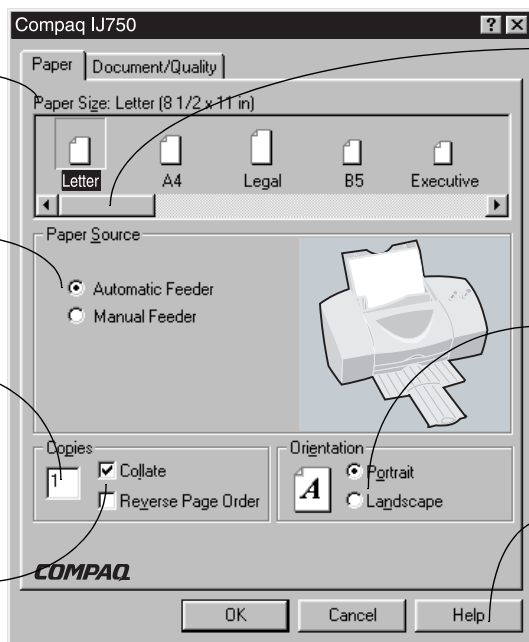 Compaq IJ750
Paper Document/Quality
Paper Size: Letter (8 1/2 x 11 in)
Letter A4 Legal B5 Executive
Paper Source
Automatic Feeder
Manual Feeder
Copies
1
Collate
Reverse Page Order
Orientation
A
Portrait
Landscape
COMPAQ
OK Cancel Help